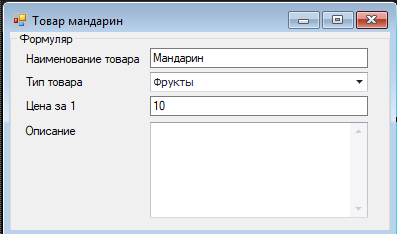 Товар мандарин
Формуляр
Наименование товара Мандарин
Тип товара Фрукты
Цена за 1 10
Описание